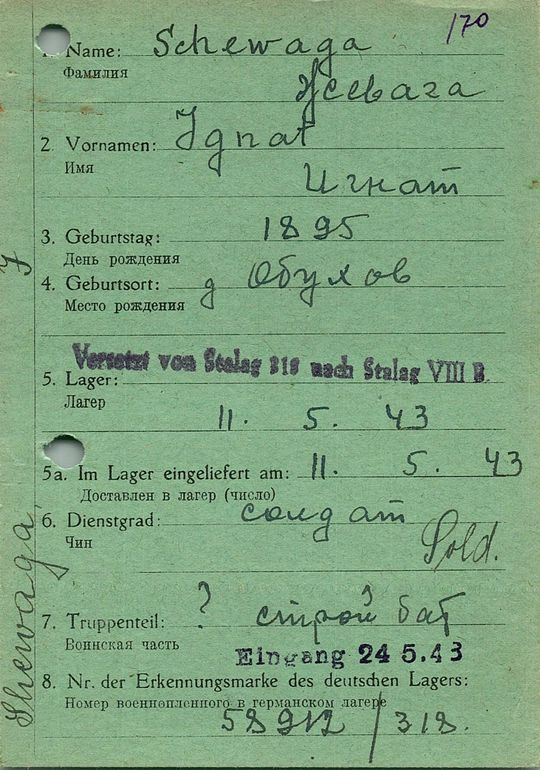 170
1. Name: Schewaga
Фамилия
Жевага
2. Vornamen: Ignat
Имя
Игнат
3. Geburtstag: 1895
День рождения
4. Geburtsort: д Обухов
Место рождения
Versetzt von Stalag 318 nach Stalag VIII B
5. Lager:
Лагер
11. 5. 43
5a. Im Lager eingeliefert am: 11. 5. 43
Доставлен в лагер (число)
6. Dienstgrad: солдат
Чин
Sold.
7. Truppenteil: ? строй бат
Воинская часть
Eingang 24 5.43
8. Nr. der Erkennungsmarke des deutschen Lagers:
Номер военнопленного в германском лагере
58912/318.
Schewaga, J